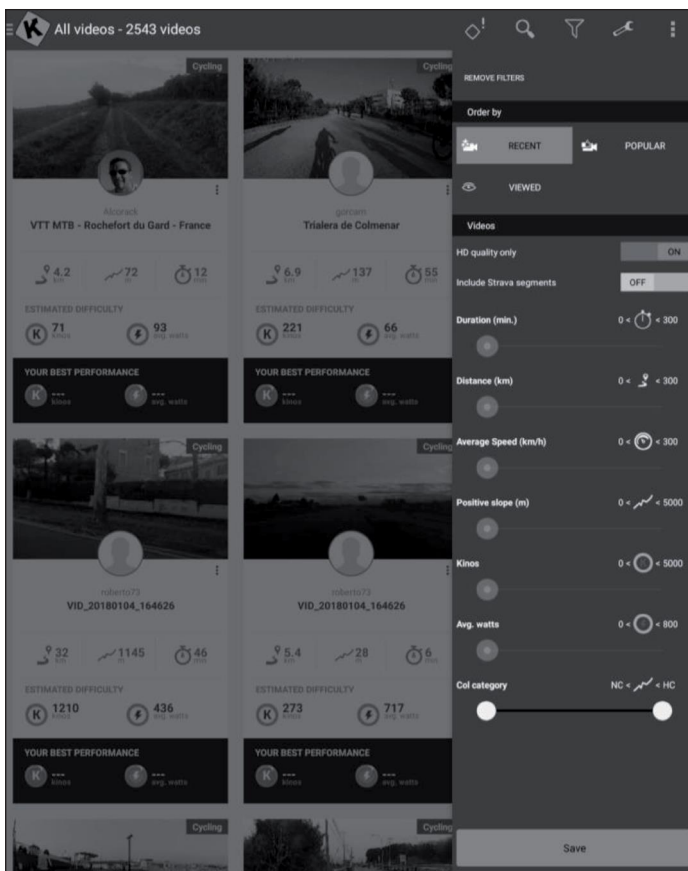 K All videos - 2543 videos
Cycling
Alcorack
VTT MTB - Rochefort du Gard - France
4.2 km
72 m
12 min
ESTIMATED DIFFICULTY
K 71 kinos
93 avg. watts
YOUR BEST PERFORMANCE
K --- kinos
--- avg. watts
Cycling
gorcam
Trialera de Colmenar
6.9 km
137 m
55 min
ESTIMATED DIFFICULTY
K 221 kinos
66 avg. watts
YOUR BEST PERFORMANCE
K --- kinos
--- avg. watts
Cycling
roberto73
VID_20180104_164626
32 km
1145 m
46 min
ESTIMATED DIFFICULTY
K 1210 kinos
436 avg. watts
YOUR BEST PERFORMANCE
K --- kinos
--- avg. watts
Cycling
roberto73
VID_20180104_164626
5.4 km
28 m
6 min
ESTIMATED DIFFICULTY
K 273 kinos
717 avg. watts
YOUR BEST PERFORMANCE
K --- kinos
--- avg. watts
Cycling
Cycling
REMOVE FILTERS
Order by
RECENT
POPULAR
VIEWED
Videos
HD quality only ON
Include Strava segments OFF
Duration (min.) 0 < < 300
Distance (km) 0 < < 300
Average Speed (km/h) 0 < < 300
Positive slope (m) 0 < < 5000
Kinos 0 < < 5000
Avg. watts 0 < < 800
Col category NC < < HC
Save